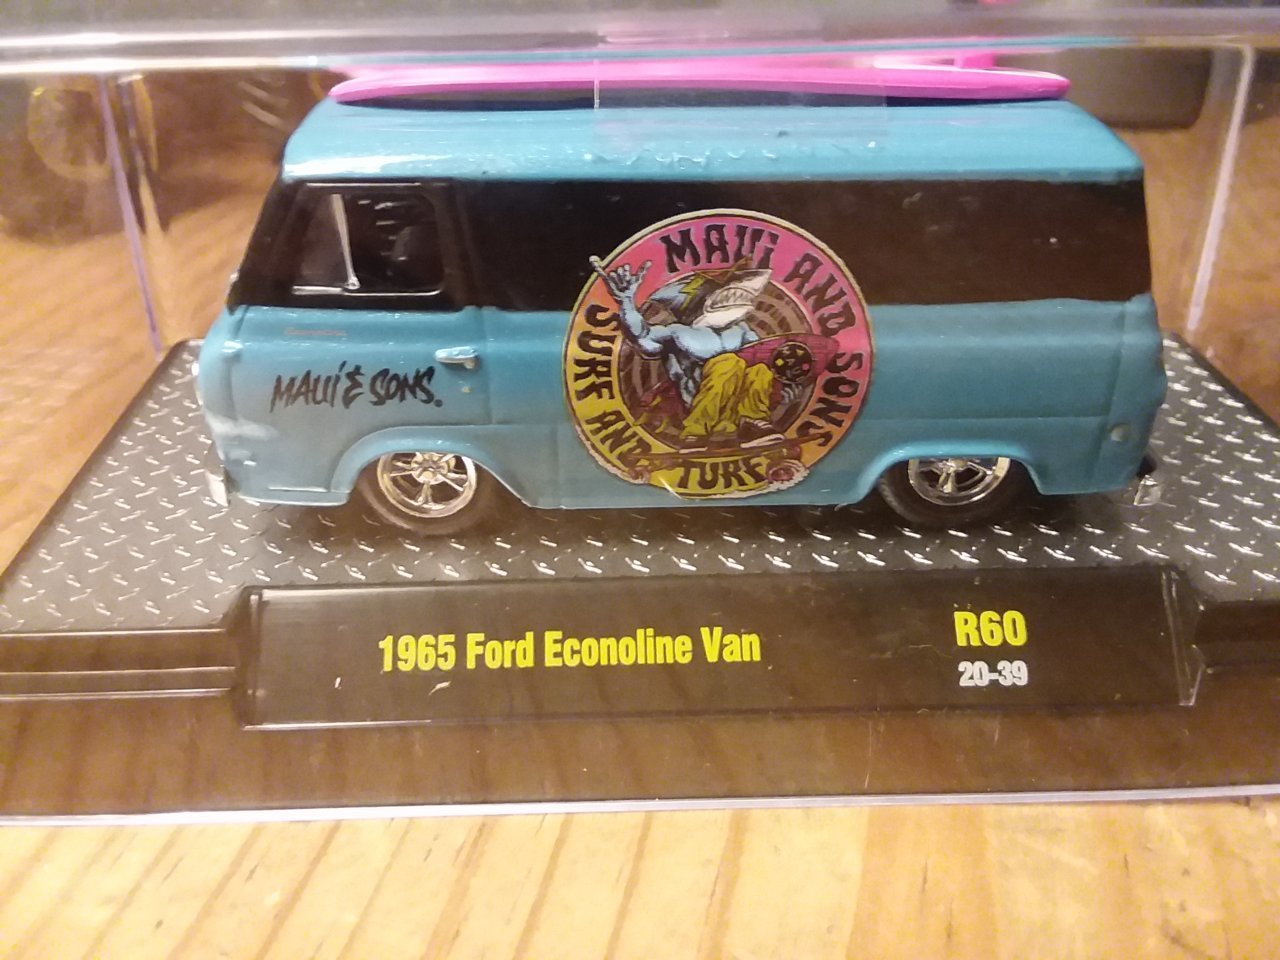 MAUI AND SONS
SURF AND TURF
MAUI & SONS.
1965 Ford Econoline Van
R60
20-39